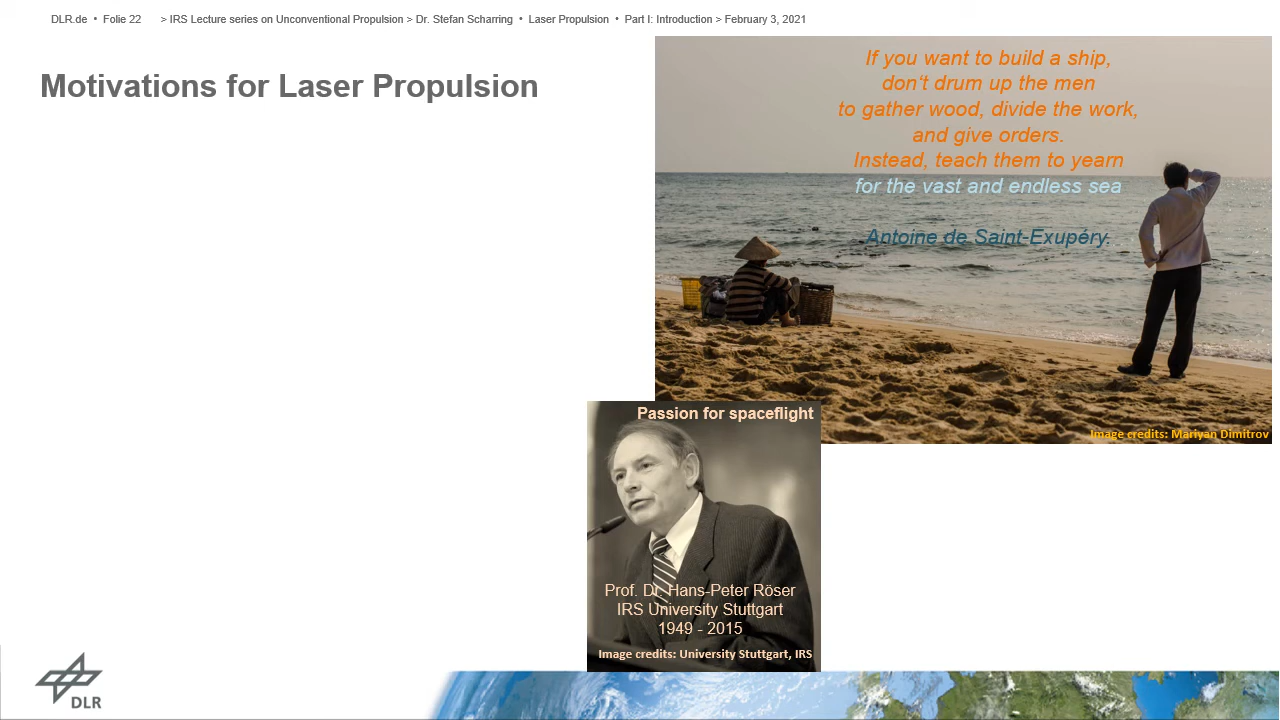 DLR.de • Folie 22 > IRS Lecture series on Unconventional Propulsion > Dr. Stefan Scharring • Laser Propulsion • Part I: Introduction > February 3, 2021
Motivations for Laser Propulsion
If you want to build a ship,
don't drum up the men
to gather wood, divide the work,
and give orders.
Instead, teach them to yearn
for the vast and endless sea
Antoine de Saint-Exupéry.
Image credits: Mariyan Dimitrov
Passion for spaceflight
Prof. Dr. Hans-Peter Röser
IRS University Stuttgart
1949 - 2015
Image credits: University Stuttgart, IRS
DLR